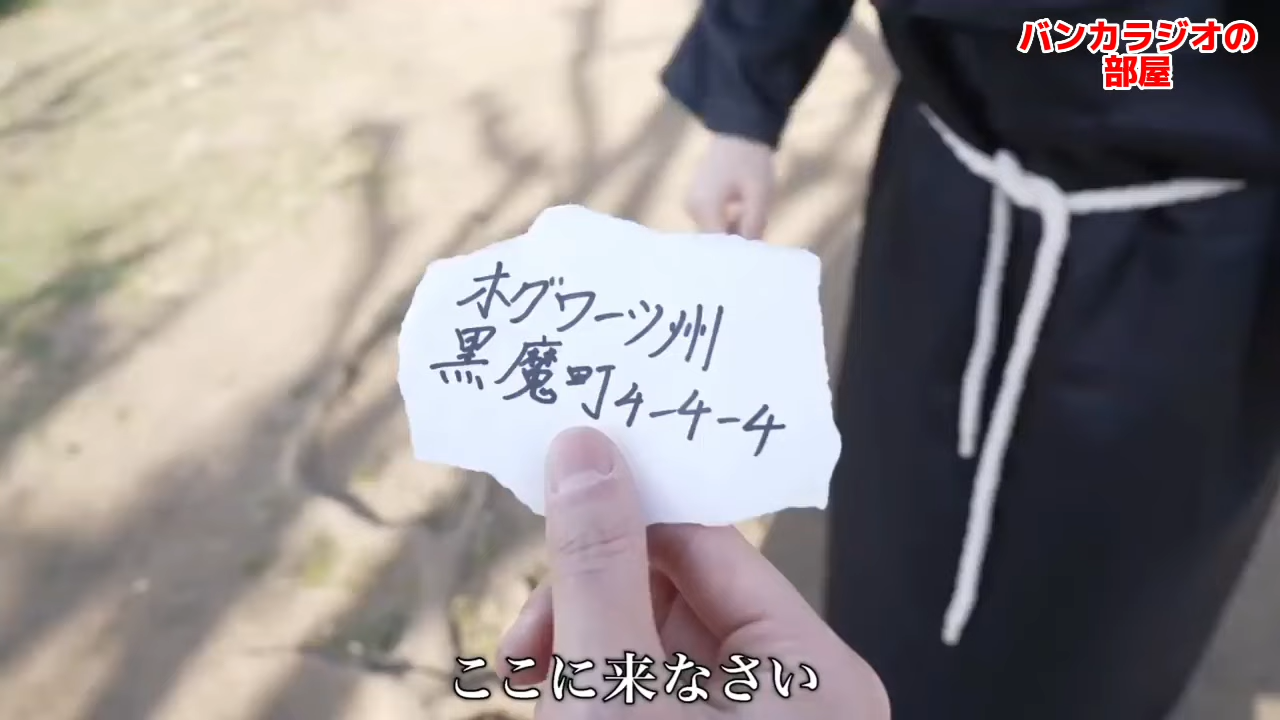 バンカラジオの
部屋
ホグワーツ州
黒魔町4-4-4
ここに来なさい